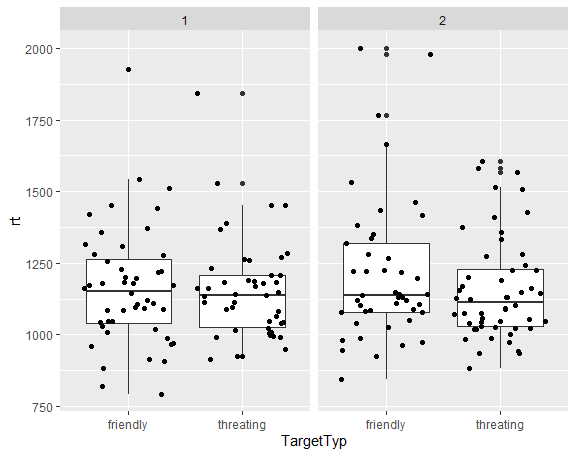 1
2
2000
1750
1500
1250
1000
750
rt
friendly
threating
friendly
threating
TargetTyp